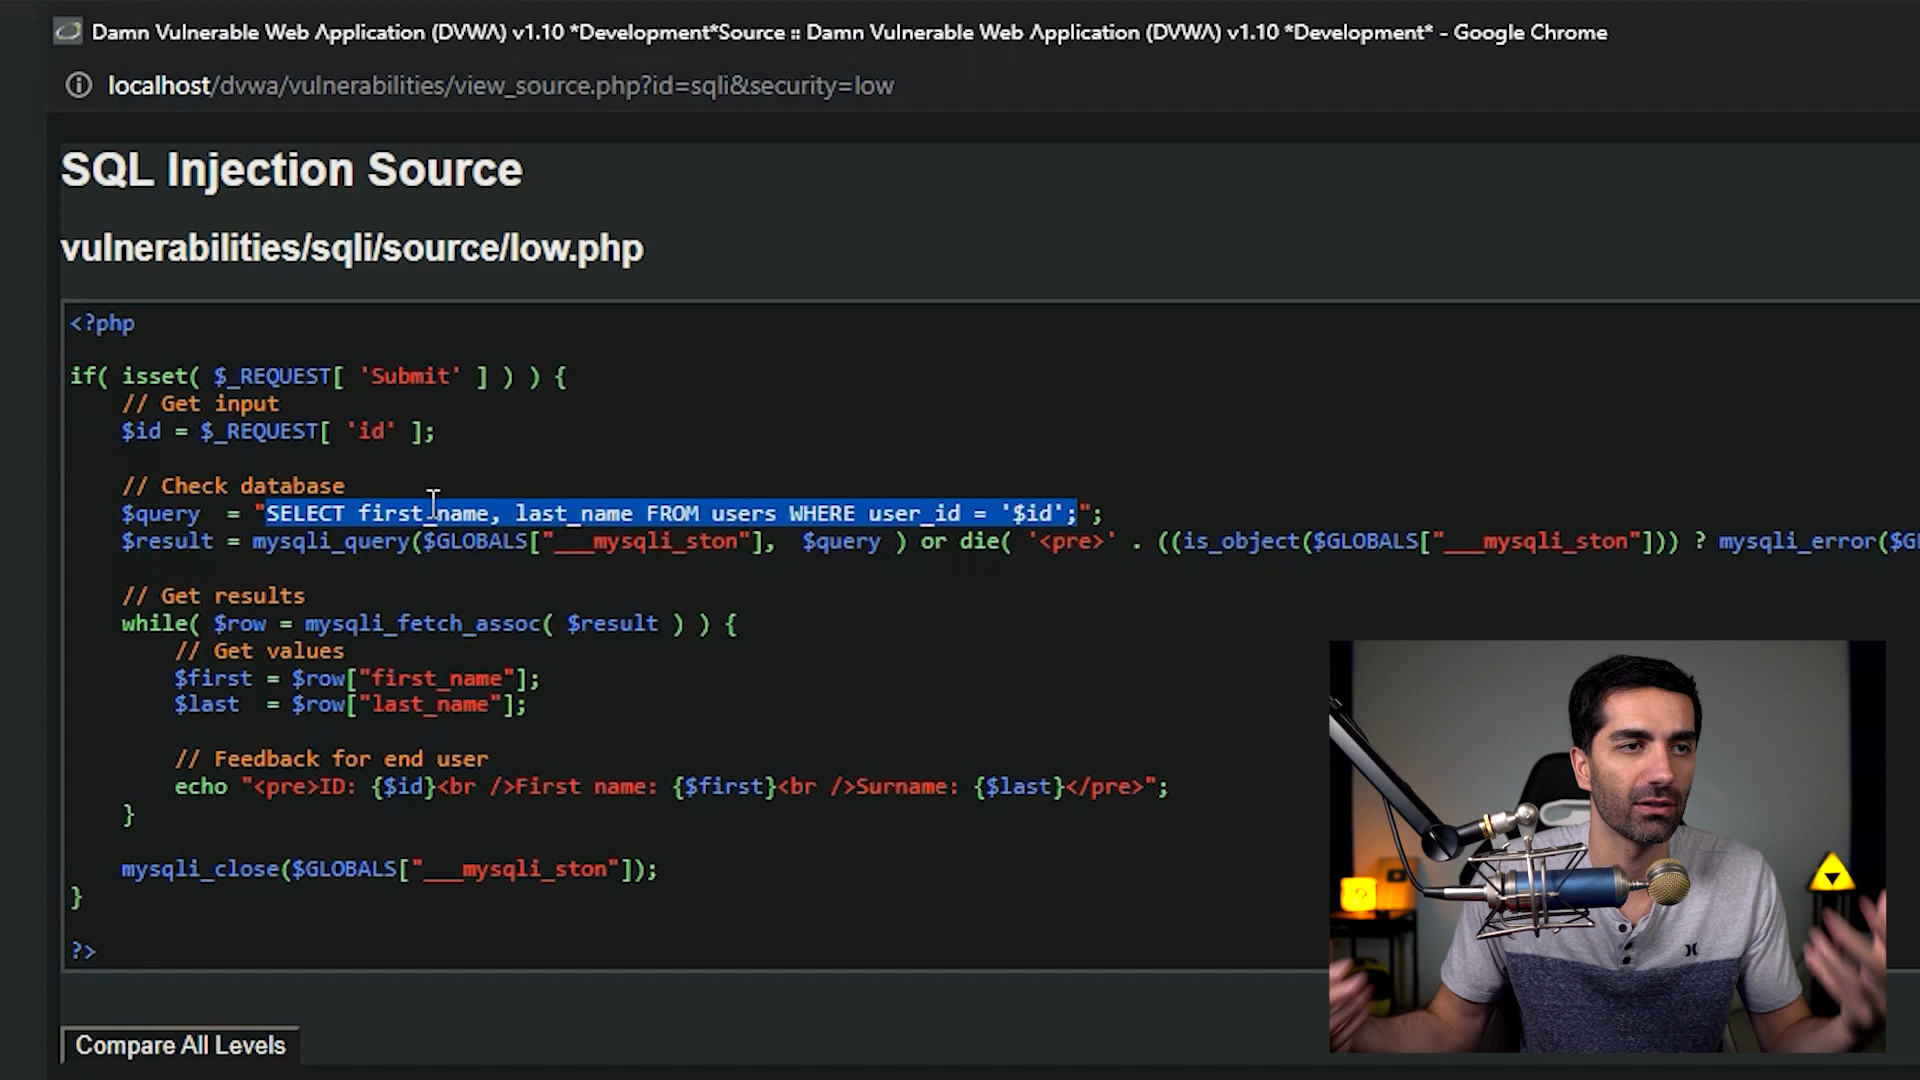 Damn Vulnerable Web Application (DVWA) v1.10 *Development*Source :: Damn Vulnerable Web Application (DVWA) v1.10 *Development* - Google Chrome
localhost/dvwa/vulnerabilities/view_source.php?id=sqli&security=low
SQL Injection Source
vulnerabilities/sqli/source/low.php
<?php
if( isset( $_REQUEST[ 'Submit' ] ) ) {
// Get input
$id = $_REQUEST[ 'id' ];
// Check database
$query  = "SELECT first_name, last_name FROM users WHERE user_id = '$id';";
$result = mysqli_query($GLOBALS["___mysqli_ston"],  $query ) or die( '<pre>' . ((is_object($GLOBALS["___mysqli_ston"])) ? mysqli_error($GL
// Get results
while( $row = mysqli_fetch_assoc( $result ) ) {
// Get values
$first = $row["first_name"];
$last  = $row["last_name"];
// Feedback for end user
echo "<pre>ID: {$id}<br />First name: {$first}<br />Surname: {$last}</pre>";
}
mysqli_close($GLOBALS["___mysqli_ston"]);
}
?>
Compare All Levels